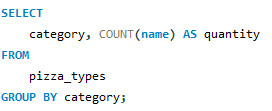 SELECT
    category, COUNT(name) AS quantity
FROM
    pizza_types
GROUP BY category;